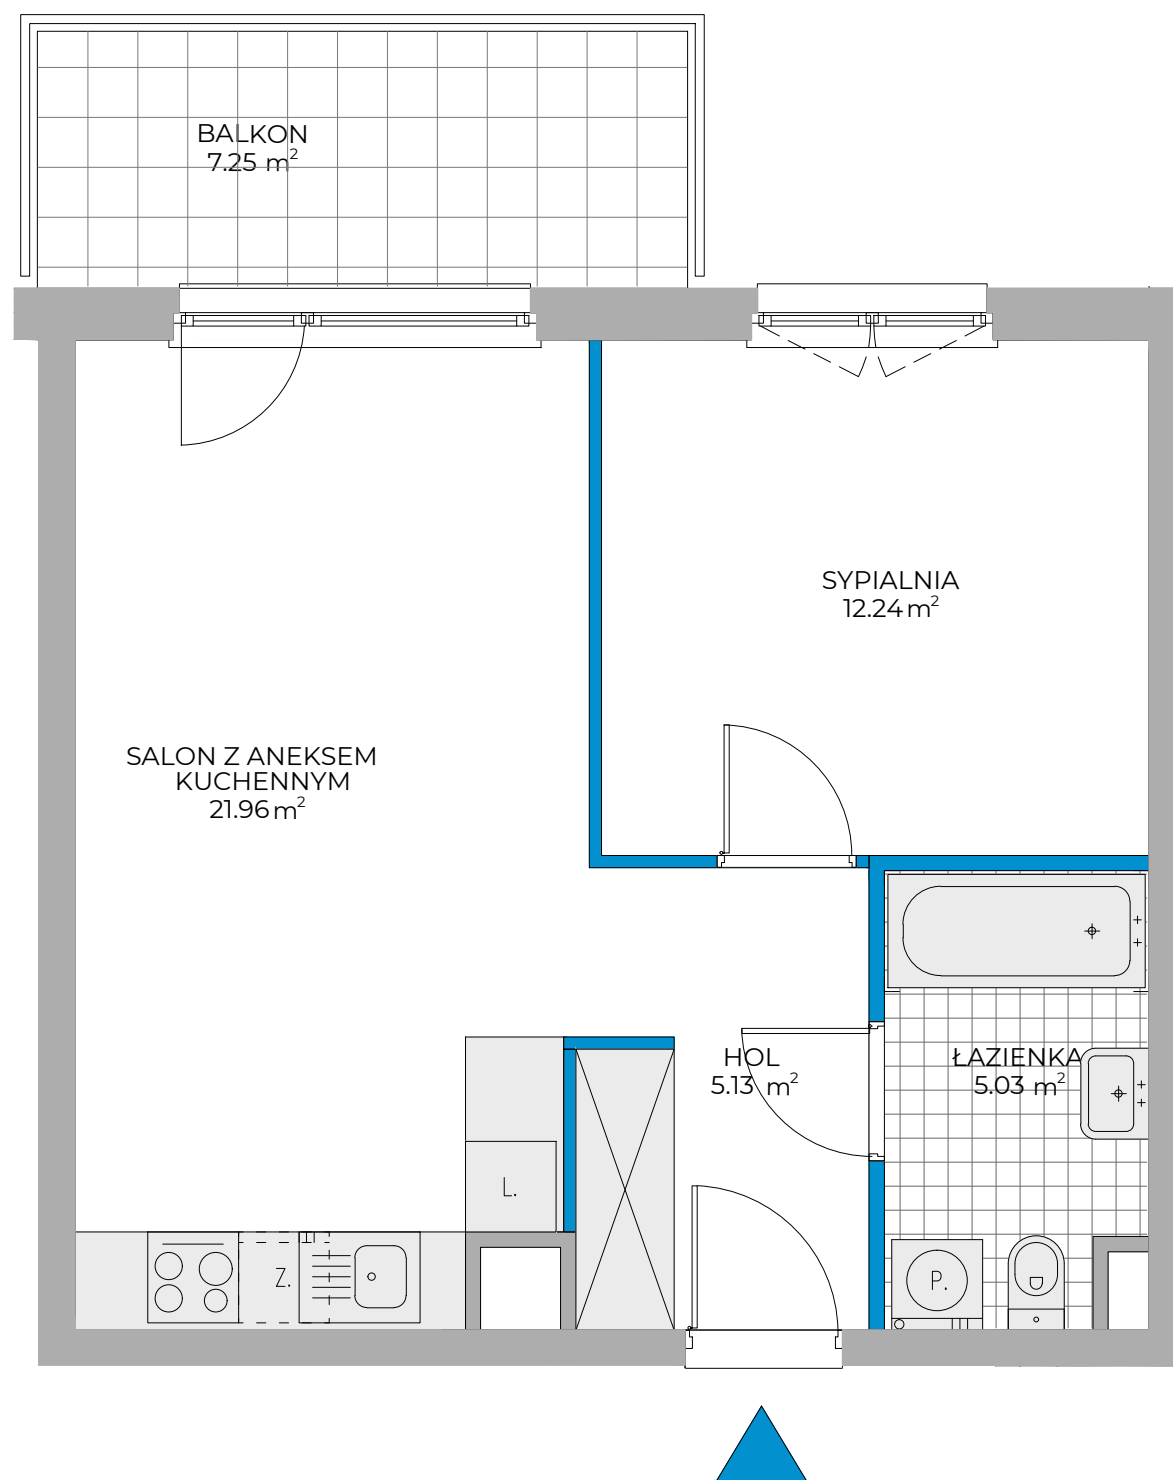 BALKON
7.25 m²
SYPIALNIA
12.24 m²
SALON Z ANEKSEM
KUCHENNYM
21.96 m²
HOL
5.13 m²
ŁAZIENKA
5.03 m²
L.
Z.
P.